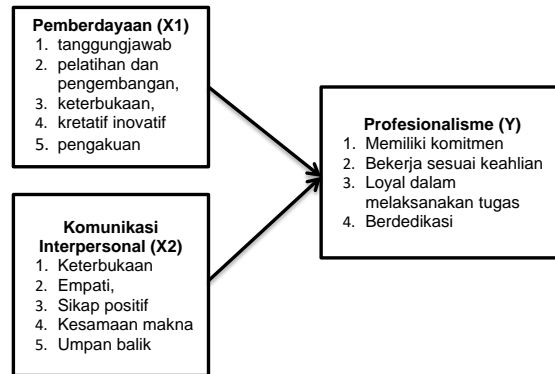 Pemberdayaan (X1)
1. tanggungjawab
2. pelatihan dan
pengembangan,
3. keterbukaan,
4. kretatif inovatif
5. pengakuan
Profesionalisme (Y)
1. Memiliki komitmen
2. Bekerja sesuai keahlian
3. Loyal dalam
melaksanakan tugas
4. Berdedikasi
Komunikasi
Interpersonal (X2)
1. Keterbukaan
2. Empati,
3. Sikap positif
4. Kesamaan makna
5. Umpan balik